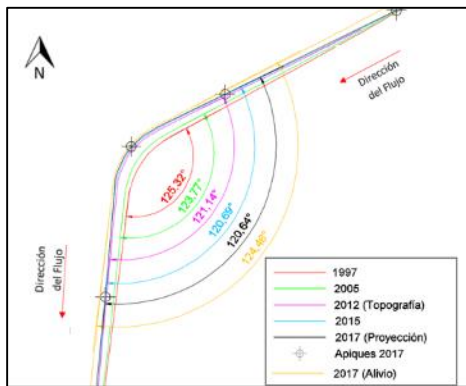 N
Dirección
del Flujo
125,32°
123,77°
121,14°
120,69°
120,64°
124,48°
Dirección
del Flujo
1997
2005
2012 (Topografía)
2015
2017 (Proyección)
Apiques 2017
2017 (Alivio)